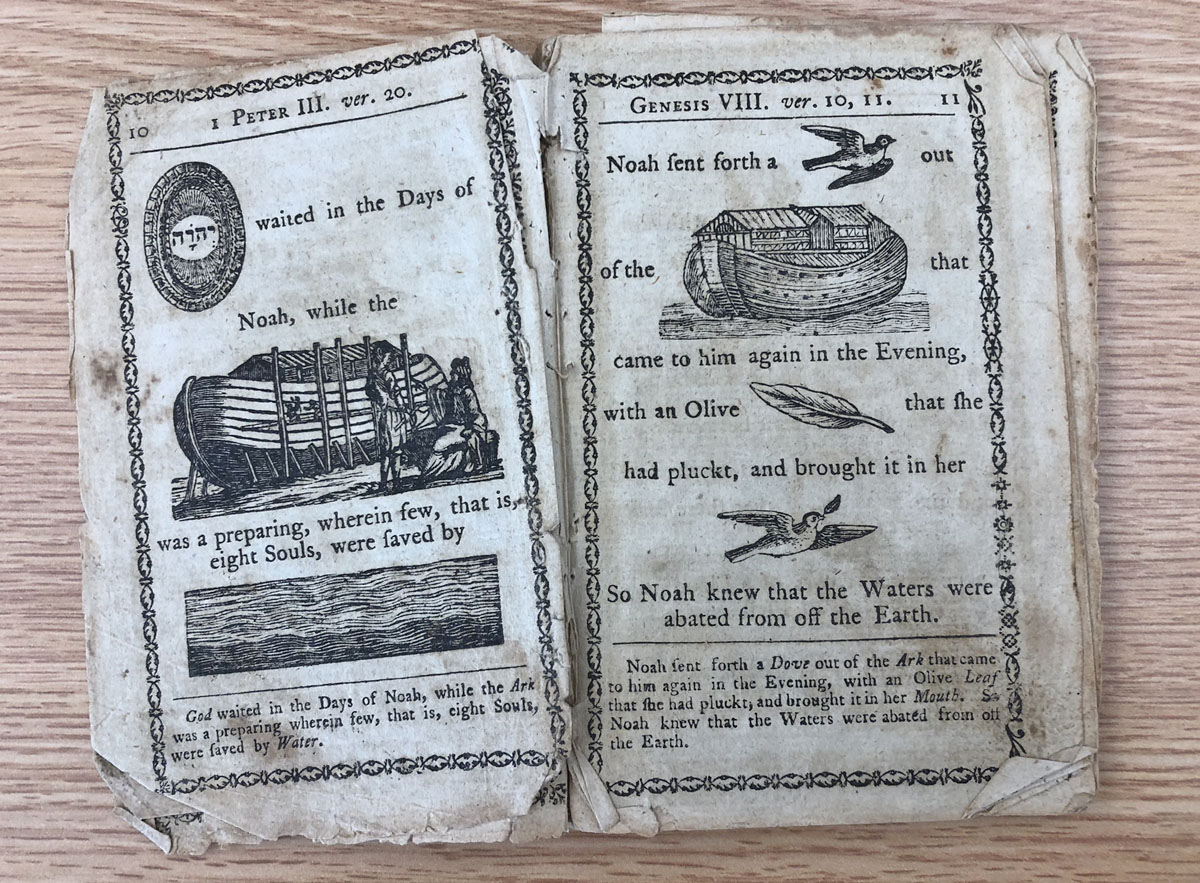 10 1 PETER III. ver. 20.
יְהוָֹה waited in the Days of
Noah, while the
was a preparing, wherein few, that is,
eight Souls, were ſaved by
God waited in the Days of Noah, while the Ark
was a preparing wherein few, that is, eight Souls,
were ſaved by Water.
GENESIS VIII. ver. 10, 11. 11
Noah ſent forth a out
of the that
came to him again in the Evening,
with an Olive that ſhe
had pluckt, and brought it in her
So Noah knew that the Waters were
abated from off the Earth.
Noah ſent forth a Dove out of the Ark that came
to him again in the Evening, with an Olive Leaf
that ſhe had pluckt, and brought it in her Mouth. So
Noah knew that the Waters were abated from off
the Earth.